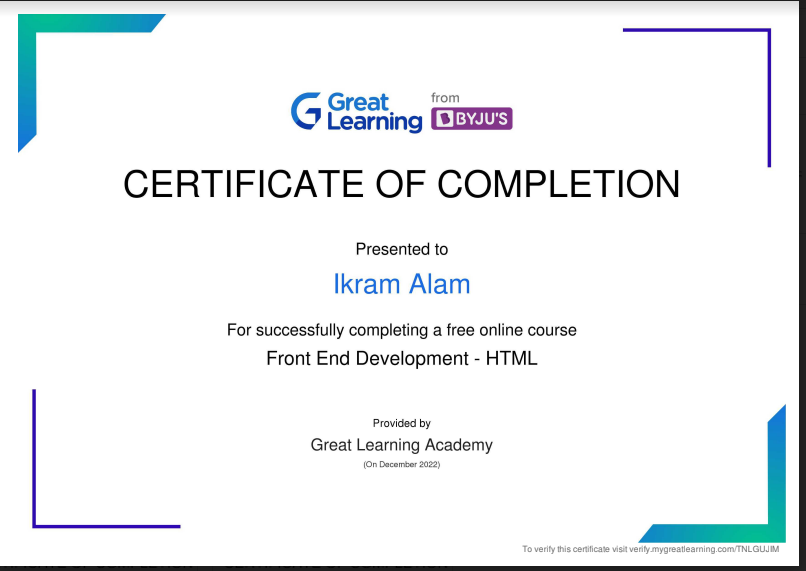 Great Learning
from
BYJU'S
CERTIFICATE OF COMPLETION
Presented to
Ikram Alam
For successfully completing a free online course
Front End Development - HTML
Provided by
Great Learning Academy
(On December 2022)
To verify this certificate visit verify.mygreatlearning.com/TNLGUJIM